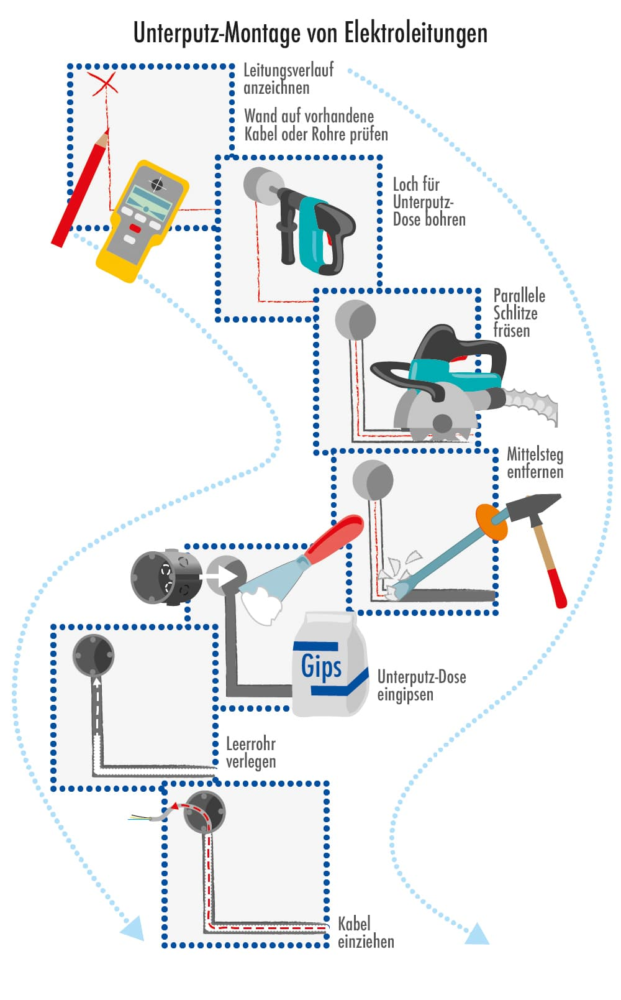 Unterputz-Montage von Elektroleitungen
Leitungsverlauf
anzeichnen
Wand auf vorhandene
Kabel oder Rohre prüfen
Loch für
Unterputz-
Dose bohren
Parallele
Schlitze
fräsen
Mittelsteg
entfernen
Gips
Unterputz-Dose
eingipsen
Leerrohr
verlegen
Kabel
einziehen